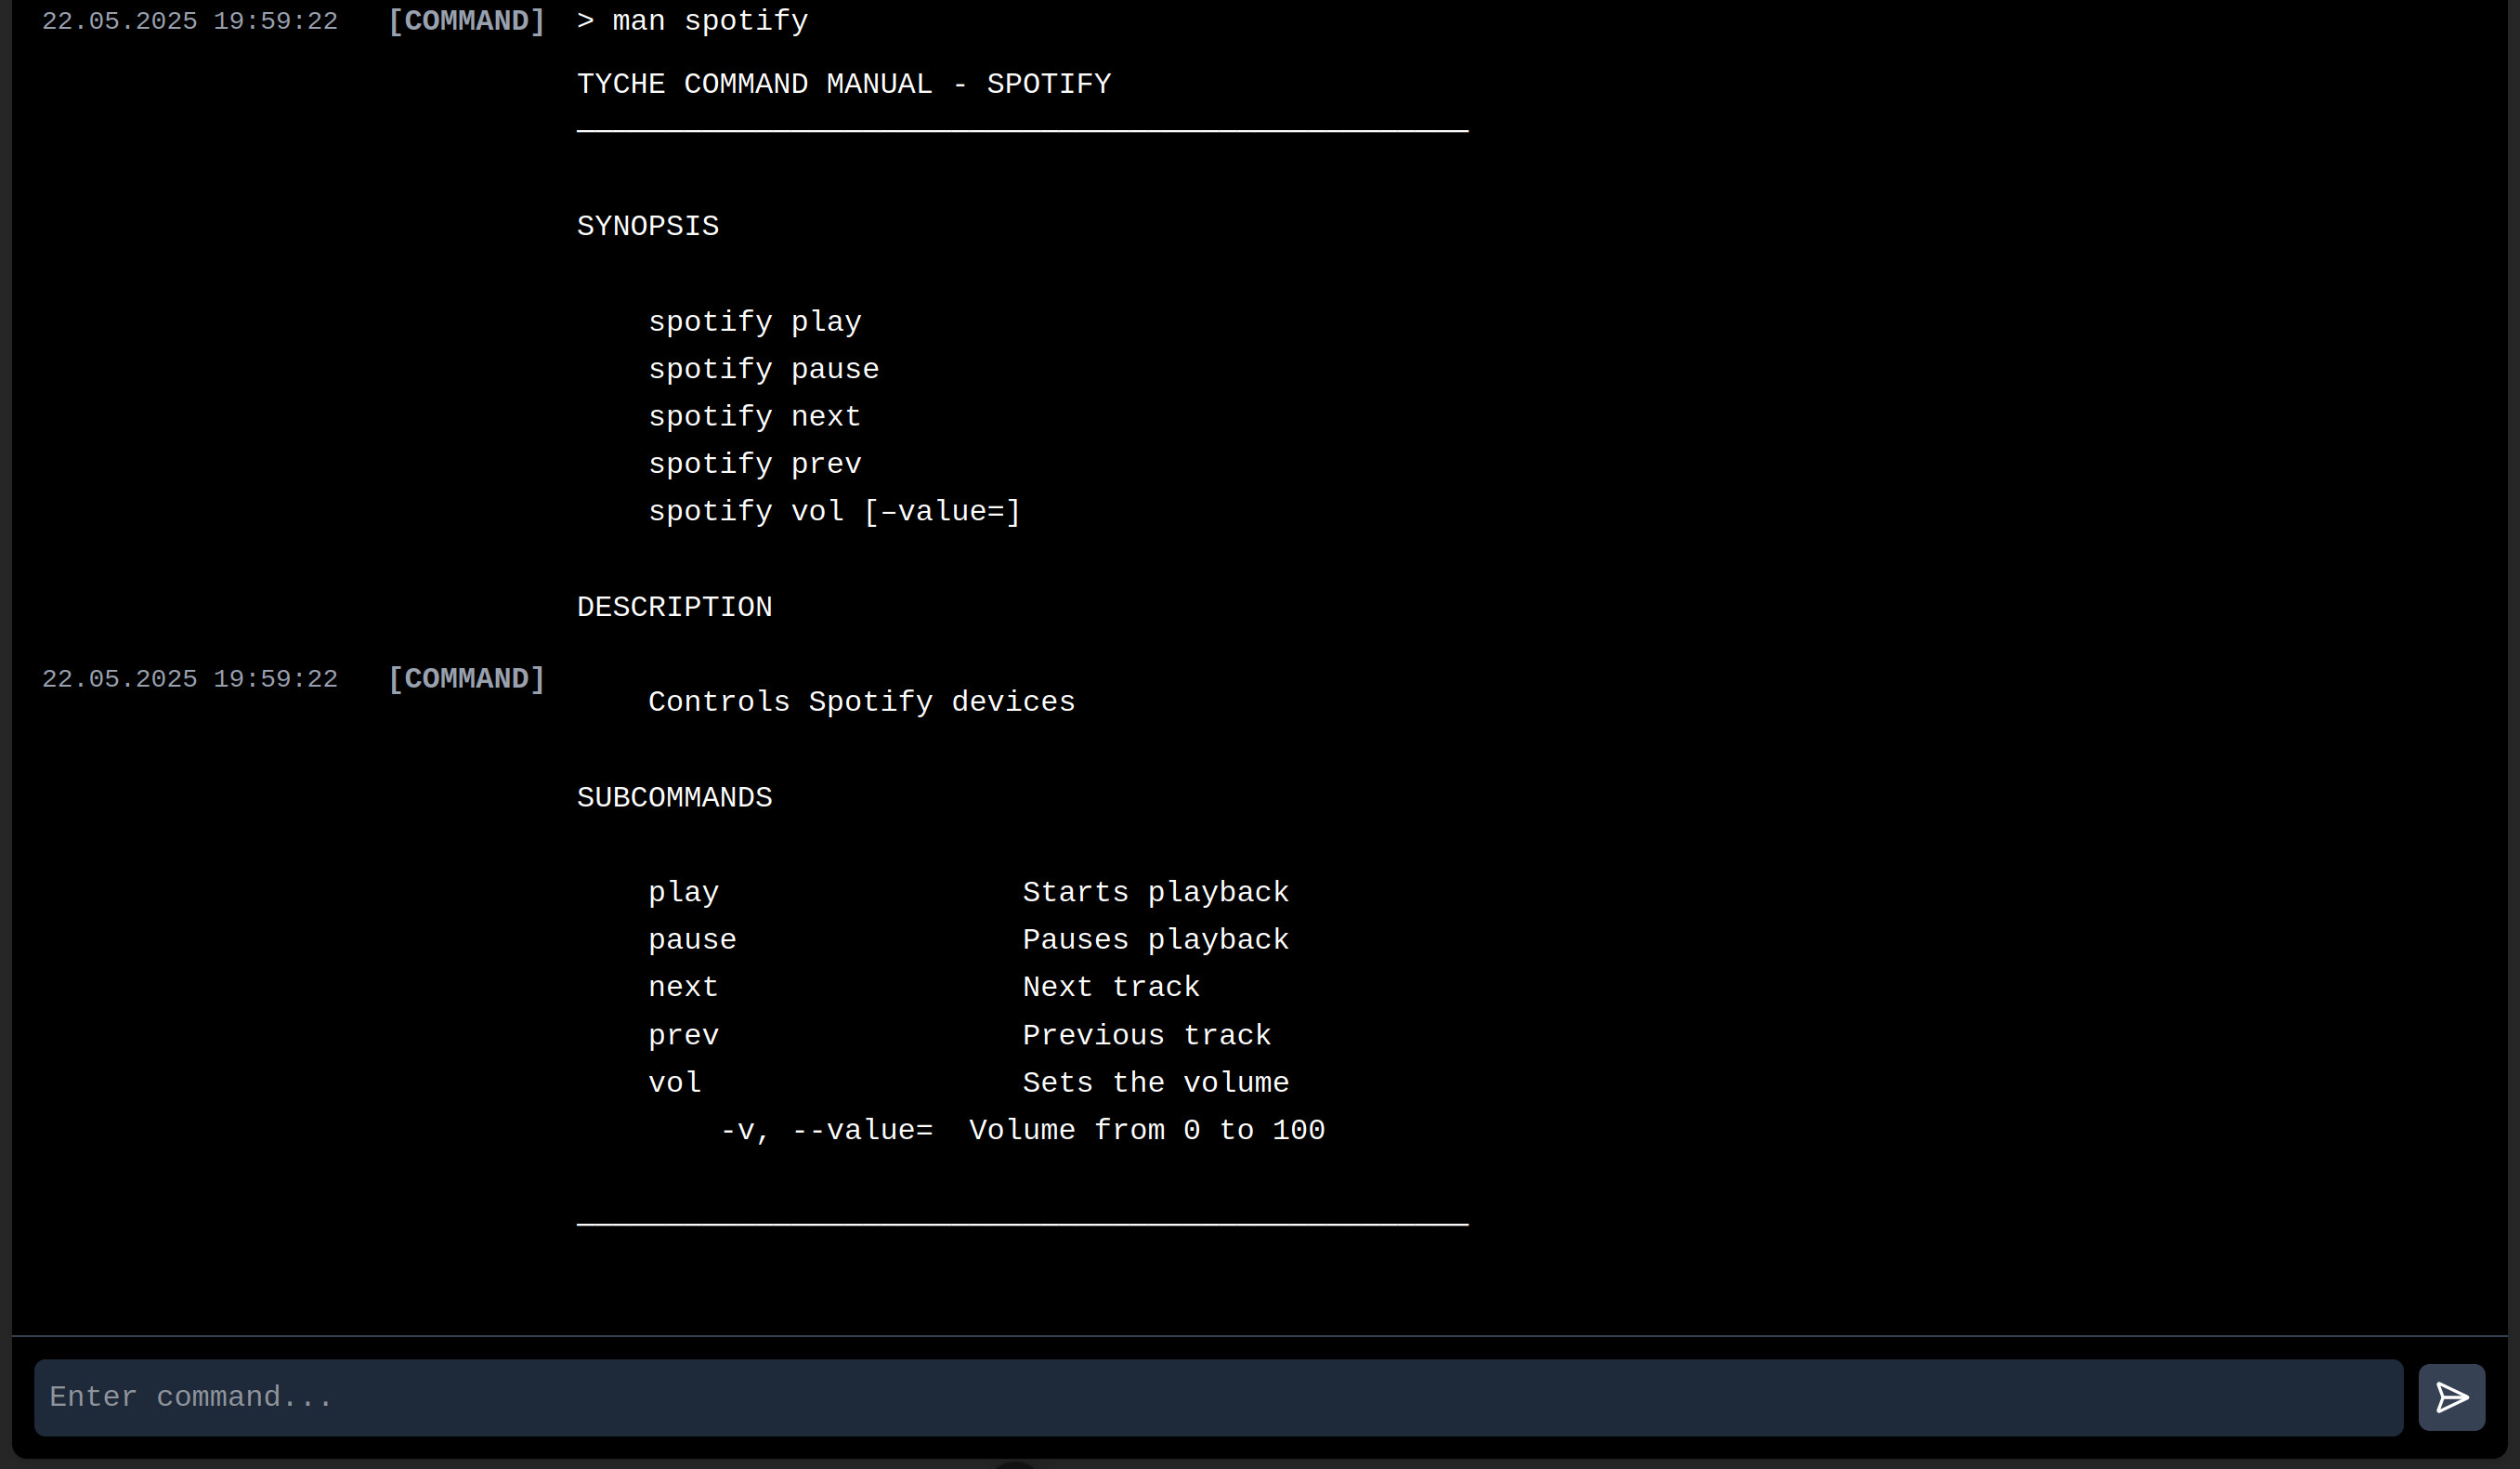 22.05.2025 19:59:22 [COMMAND] > man spotify
TYCHE COMMAND MANUAL - SPOTIFY
SYNOPSIS
spotify play
spotify pause
spotify next
spotify prev
spotify vol [–value=]
DESCRIPTION
22.05.2025 19:59:22 [COMMAND]
Controls Spotify devices
SUBCOMMANDS
play Starts playback
pause Pauses playback
next Next track
prev Previous track
vol Sets the volume
-v, --value= Volume from 0 to 100
Enter command...